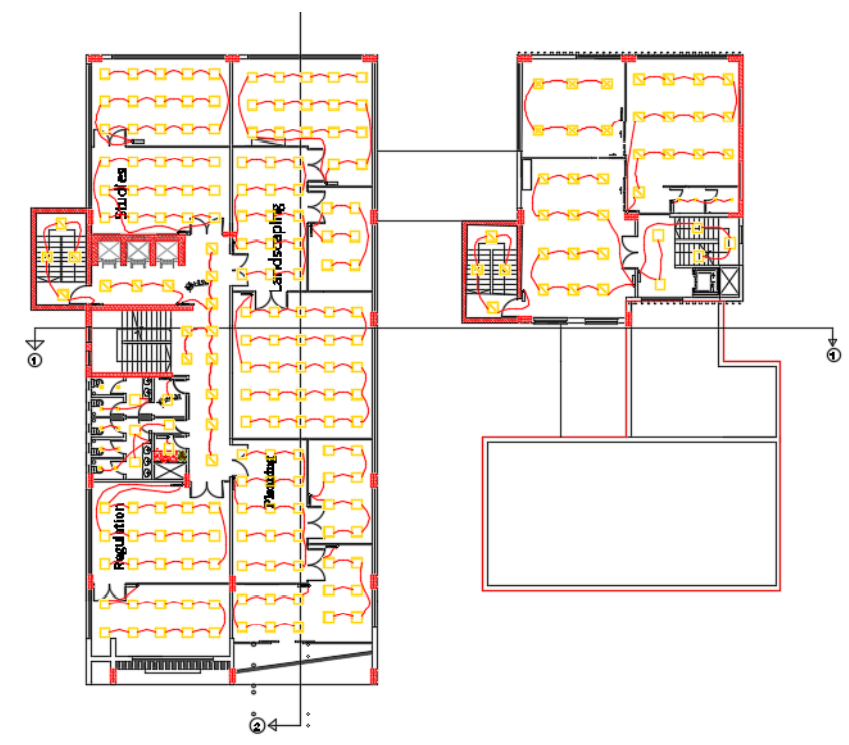 Studies
Landscaping
1
1
Planning
Regulation
2